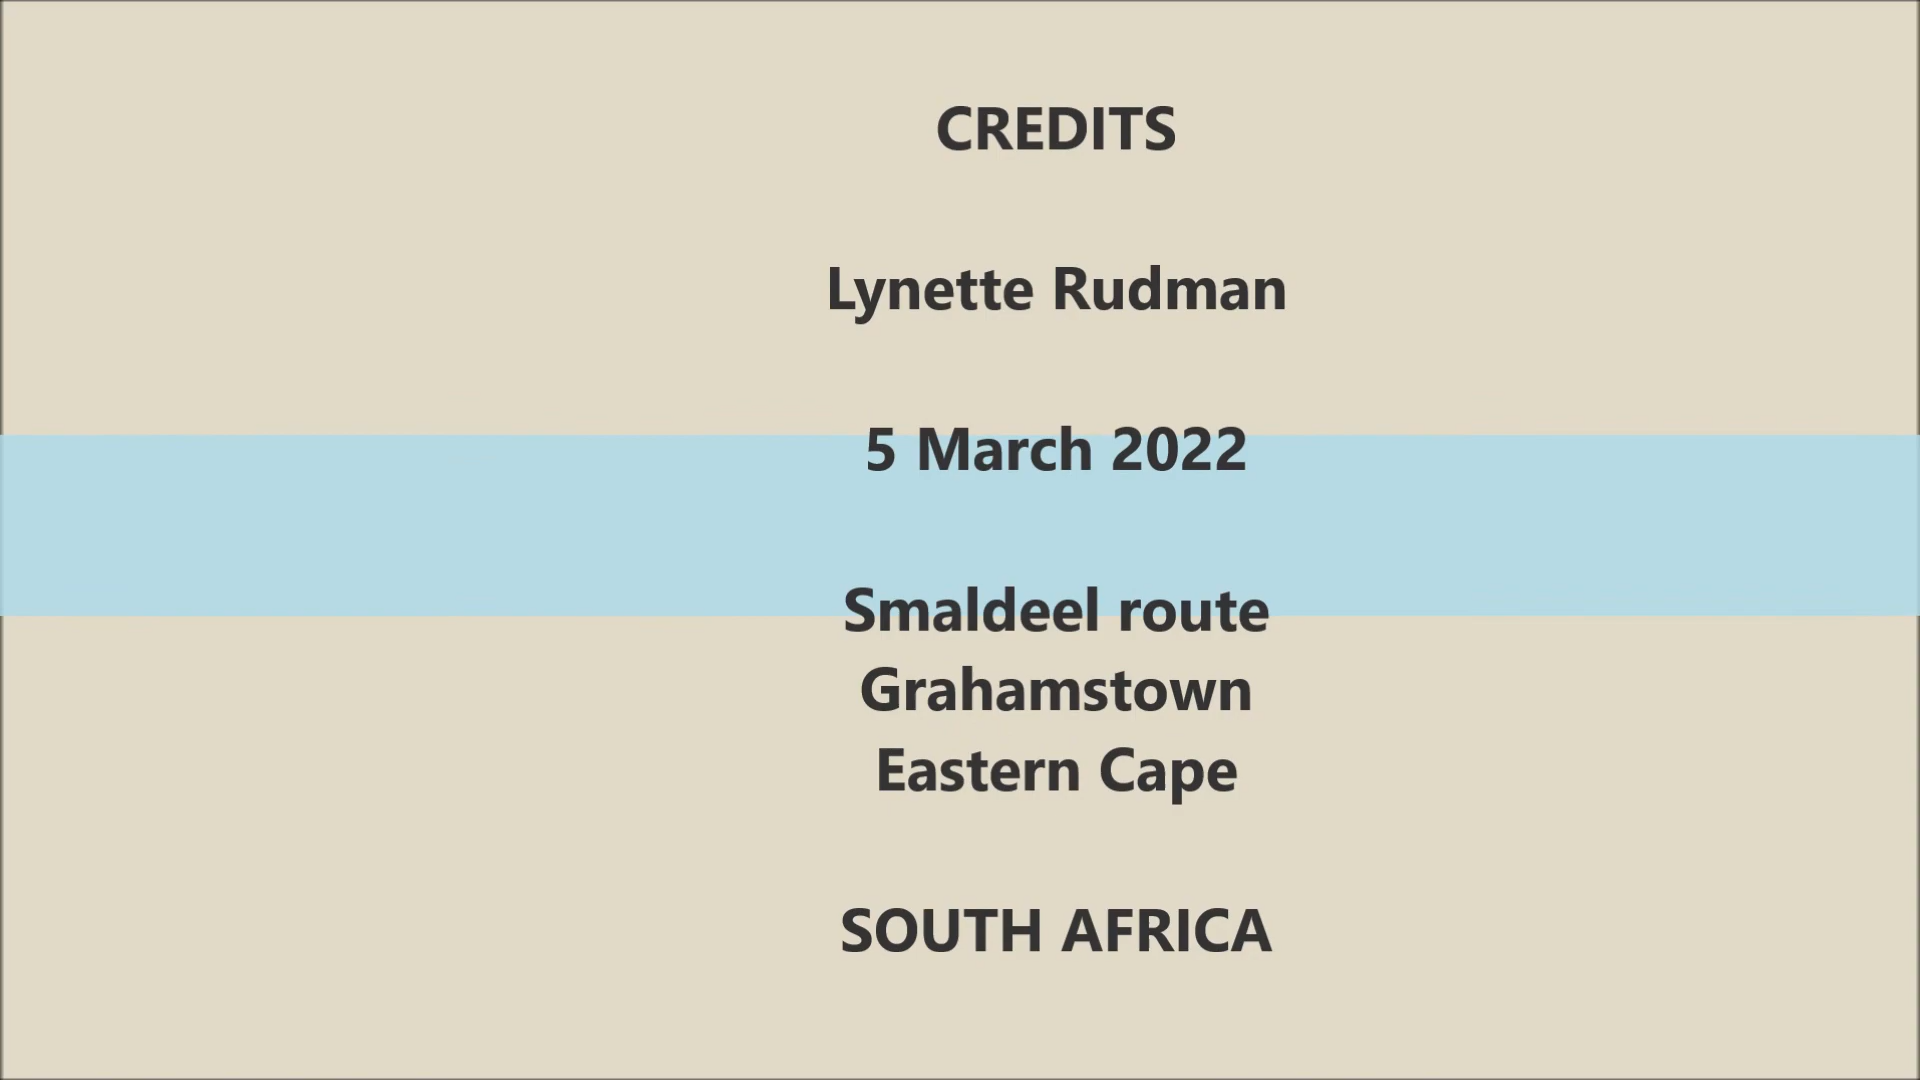 CREDITS
Lynette Rudman
5 March 2022
Smaldeel route
Grahamstown
Eastern Cape
SOUTH AFRICA